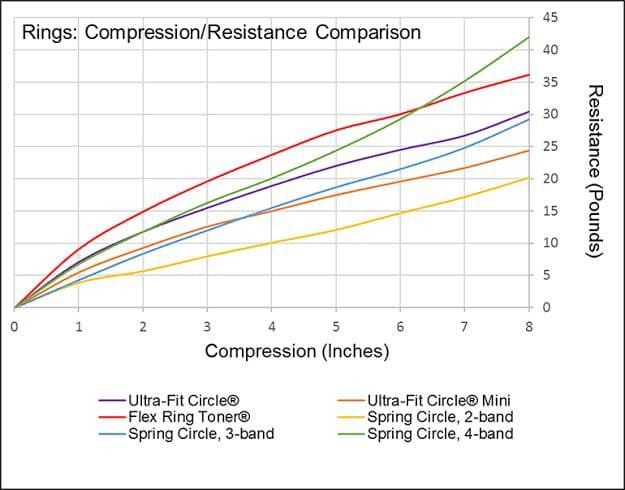 Rings: Compression/Resistance Comparison
45
40
35
30
25
20
15
10
5
0
Resistance (Pounds)
0 1 2 3 4 5 6 7 8
Compression (Inches)
Ultra-Fit Circle® Ultra-Fit Circle® Mini
Flex Ring Toner® Spring Circle, 2-band
Spring Circle, 3-band Spring Circle, 4-band